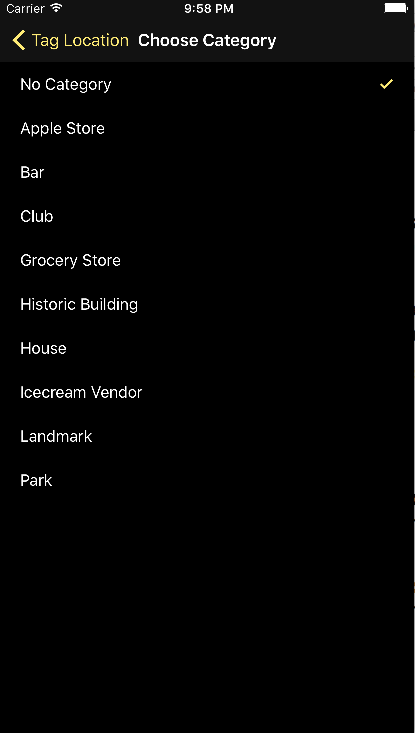 Carrier 9:58 PM
Tag Location Choose Category
No Category
Apple Store
Bar
Club
Grocery Store
Historic Building
House
Icecream Vendor
Landmark
Park